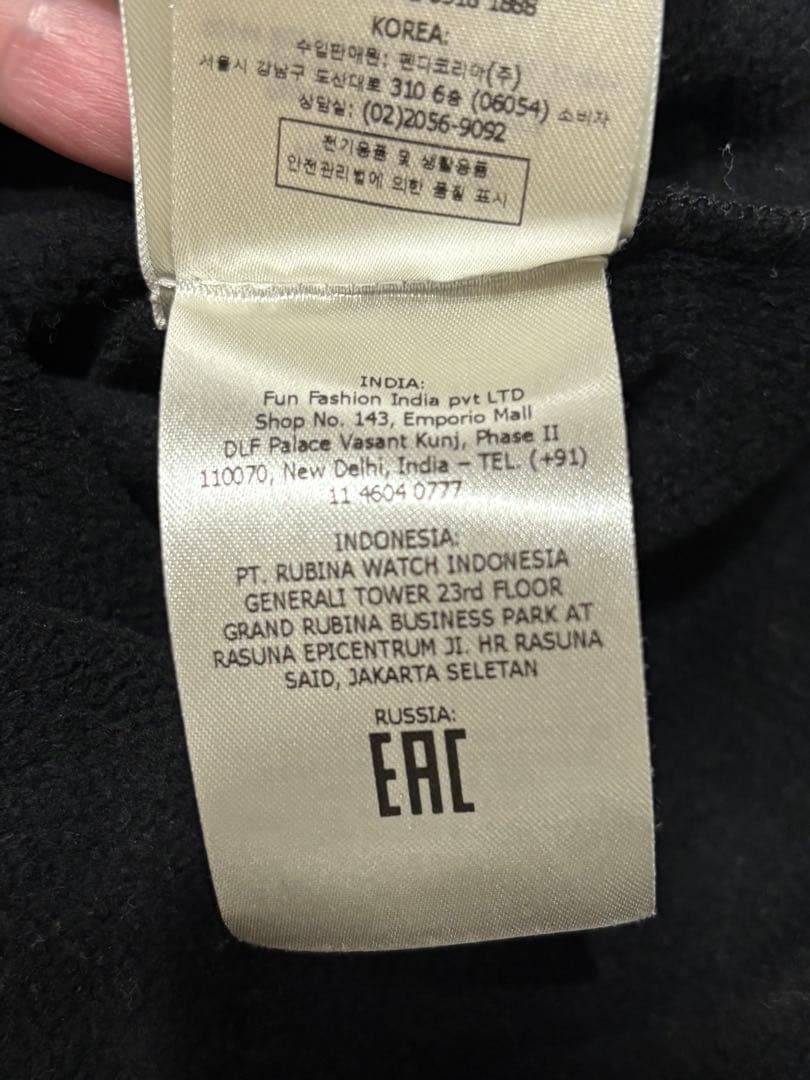 1888
KOREA:
수입판매원: 펜디코리아(주)
서울시 강남구 도산대로 310 6층 (06054) 소비자
상담실: (02)2056-9092
전기용품 및 생활용품
안전관리법에 의한 품질 표시
INDIA:
Fun Fashion India pvt LTD
Shop No. 143, Emporio Mall
DLF Palace Vasant Kunj, Phase II
110070, New Delhi, India – TEL. (+91)
11 4604 0777
INDONESIA:
PT. RUBINA WATCH INDONESIA
GENERALI TOWER 23rd FLOOR
GRAND RUBINA BUSINESS PARK AT
RASUNA EPICENTRUM JI. HR RASUNA
SAID, JAKARTA SELETAN
RUSSIA:
EAC